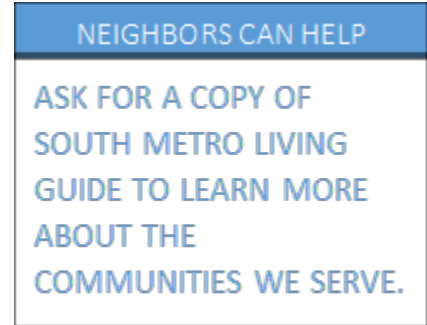 NEIGHBORS CAN HELP
ASK FOR A COPY OF
SOUTH METRO LIVING
GUIDE TO LEARN MORE
ABOUT THE
COMMUNITIES WE SERVE.